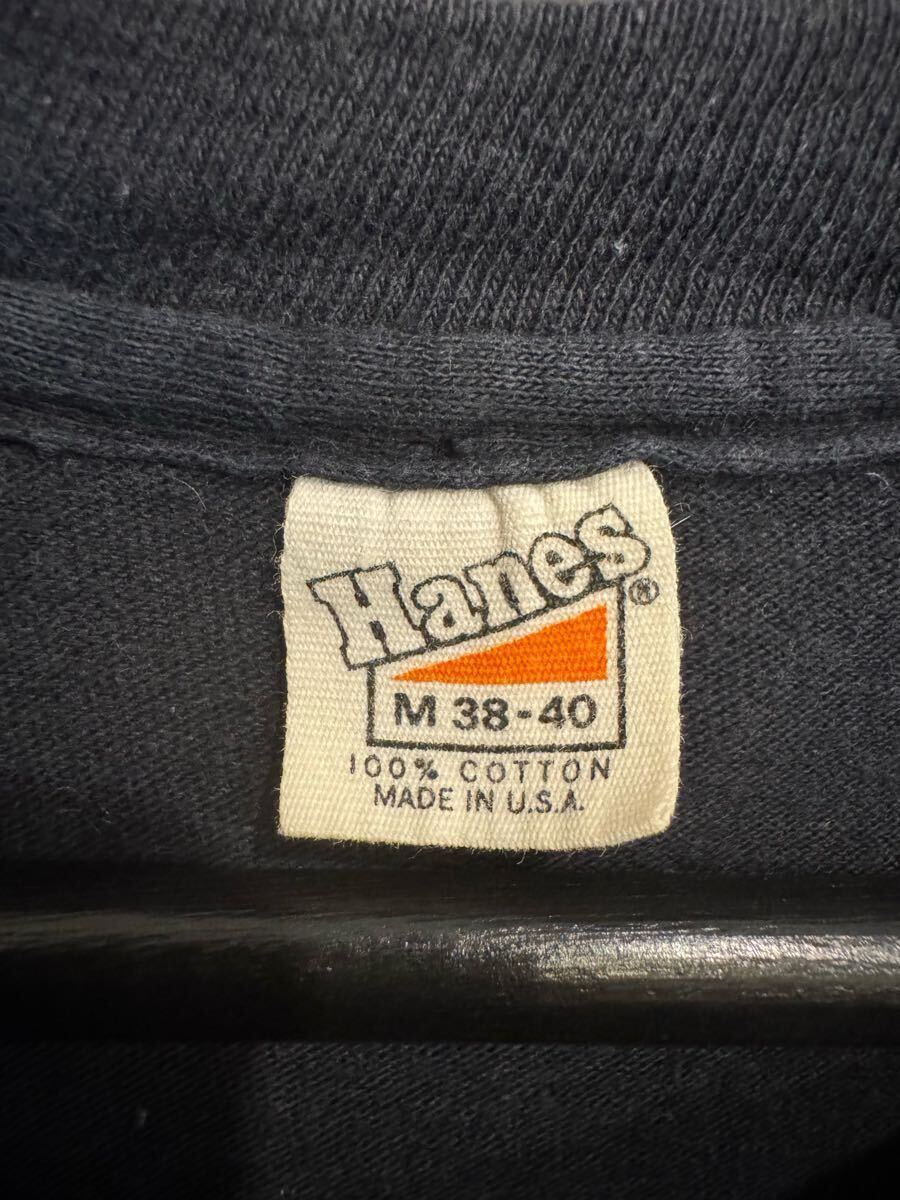 Hanes®
M 38-40
100% COTTON
MADE IN U.S.A.